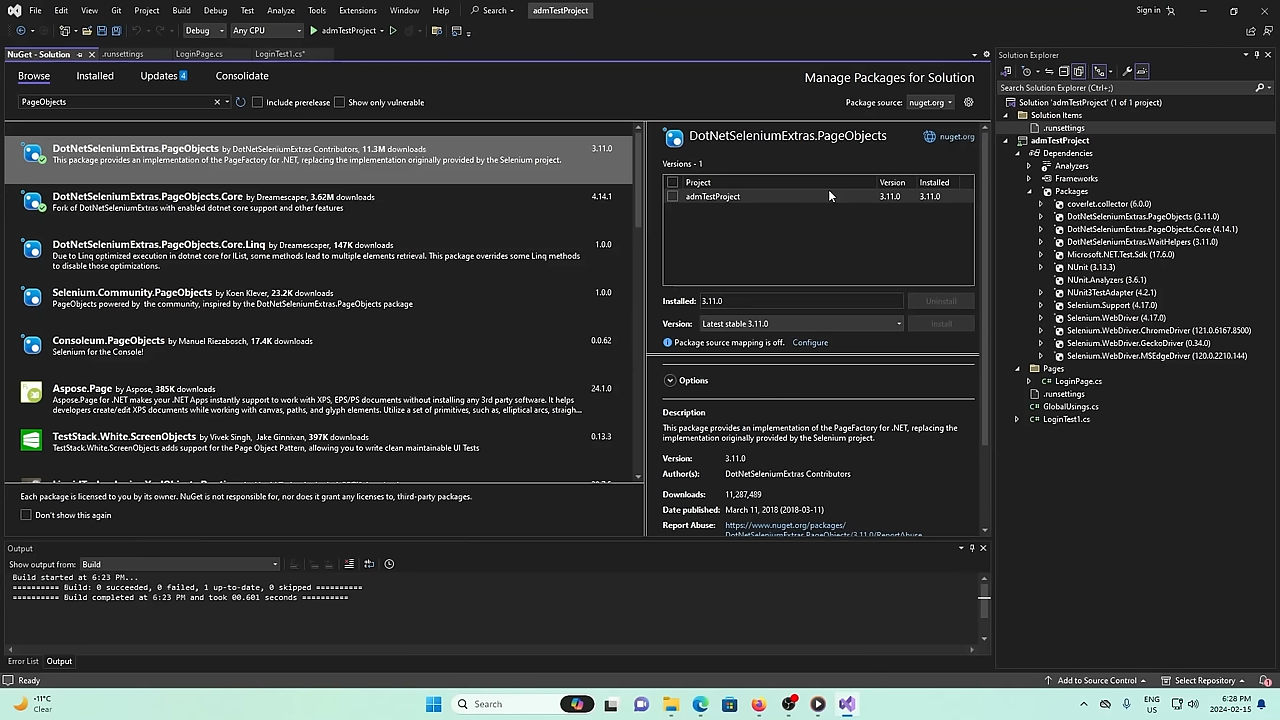 File Edit View Git Project Build Debug Test Analyze Tools Extensions Window Help Search admTestProject Sign in
Debug Any CPU admTestProject
NuGet - Solution .runsettings LoginPage.cs LoginTest1.cs*
Browse Installed Updates 4 Consolidate
Manage Packages for Solution
PageObjects Include prerelease Show only vulnerable
Package source: nuget.org
DotNetSeleniumExtras.PageObjects by DotNetSeleniumExtras Contributors, 11.3M downloads 3.11.0
This package provides an implementation of the PageFactory for .NET, replacing the implementation originally provided by the Selenium project.
DotNetSeleniumExtras.PageObjects.Core by Dreamescaper, 3.62M downloads 4.14.1
Fork of DotNetSeleniumExtras with enabled dotnet core support and other features
DotNetSeleniumExtras.PageObjects.Core.Linq by Dreamescaper, 147K downloads 1.0.0
Due to Linq optimized execution in dotnet core for IList, some methods lead to multiple elements retrieval. This package overrides some Linq methods
to disable those optimizations.
Selenium.Community.PageObjects by Koen Klever, 23.2K downloads 1.0.0
PageObjects powered by the community, inspired by the DotNetSeleniumExtras.PageObjects package
Consoleum.PageObjects by Manuel Riezebosch, 17.4K downloads 0.0.62
Selenium for the Console!
Aspose.Page by Aspose, 385K downloads 24.1.0
Aspose.Page for .NET makes your .NET Apps instantly support to work with XPS, EPS/PS documents without installing any 3rd party software. It helps
developers create/edit XPS documents while working with canvas, paths, and glyph elements. Utilize a set of primitives, such as, elliptical arcs, straigh...
TestStack.White.ScreenObjects by Vivek Singh, Jake Ginnivan, 397K downloads 0.13.3
TestStack.White.ScreenObjects adds support for the Page Object Pattern, allowing you to write clean maintainable UI Tests
Each package is licensed to you by its owner. NuGet is not responsible for, nor does it grant any licenses to, third-party packages.
Don't show this again
DotNetSeleniumExtras.PageObjects nuget.org
Versions - 1
Project Version Installed
admTestProject 3.11.0 3.11.0
Installed: 3.11.0 Uninstall
Version: Latest stable 3.11.0 Install
Package source mapping is off. Configure
Options
Description
This package provides an implementation of the PageFactory for .NET, replacing the
implementation originally provided by the Selenium project.
Version: 3.11.0
Author(s): DotNetSeleniumExtras Contributors
Downloads: 11,287,489
Date published: March 11, 2018 (2018-03-11)
Report Abuse: https://www.nuget.org/packages/
DotNetSeleniumExtras.PageObjects/3.11.0/ReportAbuse
Output
Show output from: Build
Build started at 6:23 PM...
========== Build: 0 succeeded, 0 failed, 1 up-to-date, 0 skipped ==========
========== Build completed at 6:23 PM and took 00.601 seconds ==========
Error List Output
Solution Explorer
Search Solution Explorer (Ctrl+;)
Solution 'admTestProject' (1 of 1 project)
Solution Items
.runsettings
admTestProject
Dependencies
Analyzers
Frameworks
Packages
coverlet.collector (6.0.0)
DotNetSeleniumExtras.PageObjects (3.11.0)
DotNetSeleniumExtras.PageObjects.Core (4.14.1)
DotNetSeleniumExtras.WaitHelpers (3.11.0)
Microsoft.NET.Test.Sdk (17.6.0)
NUnit (3.13.3)
NUnit.Analyzers (3.6.1)
NUnit3TestAdapter (4.2.1)
Selenium.Support (4.17.0)
Selenium.WebDriver (4.17.0)
Selenium.WebDriver.ChromeDriver (121.0.6167.8500)
Selenium.WebDriver.GeckoDriver (0.34.0)
Selenium.WebDriver.MSEdgeDriver (120.0.2210.144)
Pages
LoginPage.cs
.runsettings
GlobalUsings.cs
LoginTest1.cs
Ready Add to Source Control Select Repository 1
-11°C
Clear
Search
ENG
US
6:28 PM
2024-02-15